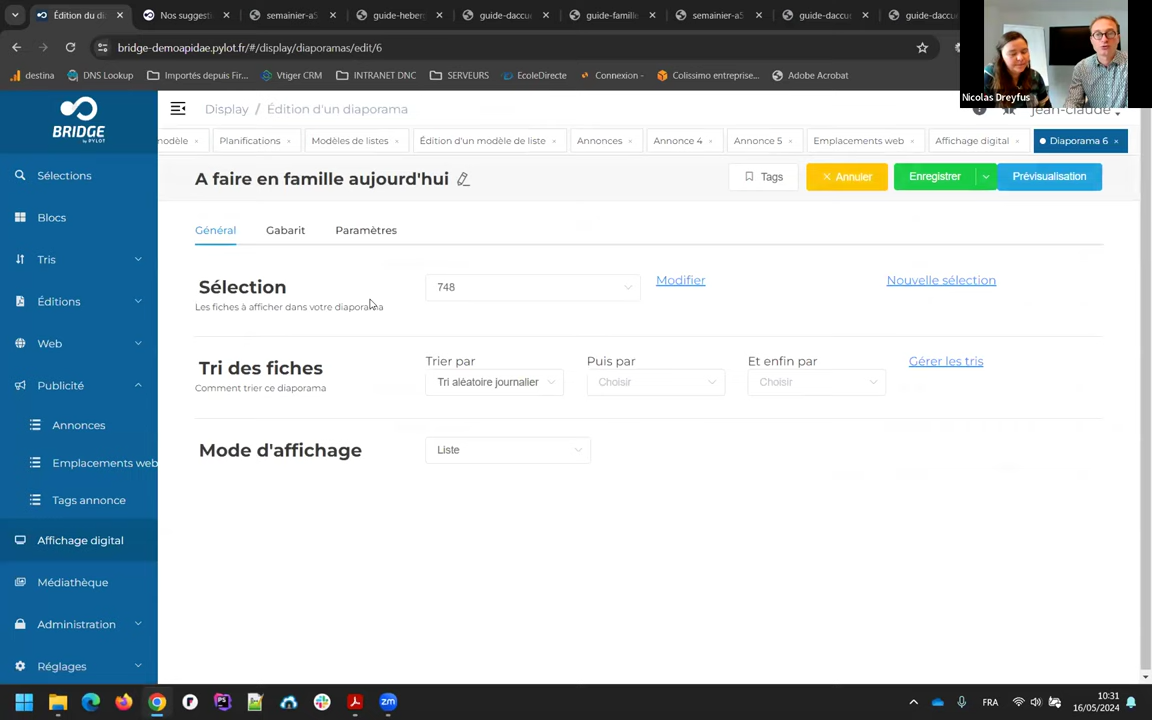 Édition du di
Nos suggesti
semainier-a5
guide-heber
guide-daccu
guide-famille
semainier-a5
guide-daccu
guide-daccu
bridge-demoapidae.pylot.fr/#/display/diaporamas/edit/6
destina
DNS Lookup
Importés depuis Fir...
Vtiger CRM
INTRANET DNC
SERVEURS
EcoleDirecte
Connexion -
Colissimo entreprise...
Adobe Acrobat
Nicolas Dreyfus
BRIDGE
by PYLOT
Display / Édition d'un diaporama
jean-claude
modèle
Planifications
Modèles de listes
Édition d'un modèle de liste
Annonces
Annonce 4
Annonce 5
Emplacements web
Affichage digital
Diaporama 6
A faire en famille aujourd'hui
Tags
Annuler
Enregistrer
Prévisualisation
Sélections
Blocs
Tris
Éditions
Web
Publicité
Annonces
Emplacements web
Tags annonce
Affichage digital
Médiathèque
Administration
Réglages
Général
Gabarit
Paramètres
Sélection
Les fiches à afficher dans votre diaporama
748
Modifier
Nouvelle sélection
Tri des fiches
Comment trier ce diaporama
Trier par
Puis par
Et enfin par
Gérer les tris
Tri aléatoire journalier
Choisir
Choisir
Mode d'affichage
Liste
FRA
10:31
16/05/2024